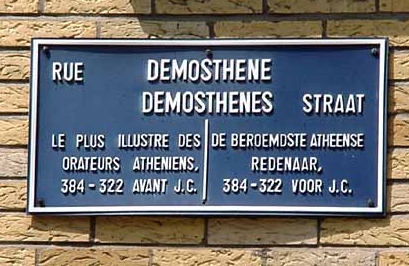 RUE DEMOSTHENE
DEMOSTHENES STRAAT
LE PLUS ILLUSTRE DES
ORATEURS ATHENIENS,
384-322 AVANT J.C.
DE BEROEMDSTE ATHEENSE
REDENAAR,
384-322 VOOR J.C.